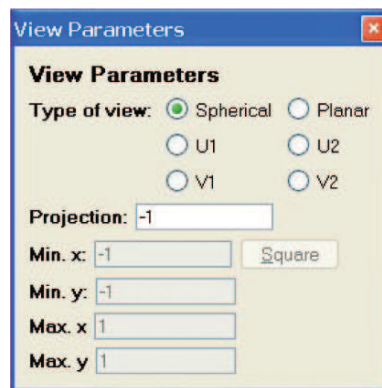 View Parameters
View Parameters
Type of view: Spherical Planar
U1 U2
V1 V2
Projection: -1
Min. x: -1 Square
Min. y: -1
Max. x 1
Max. y 1